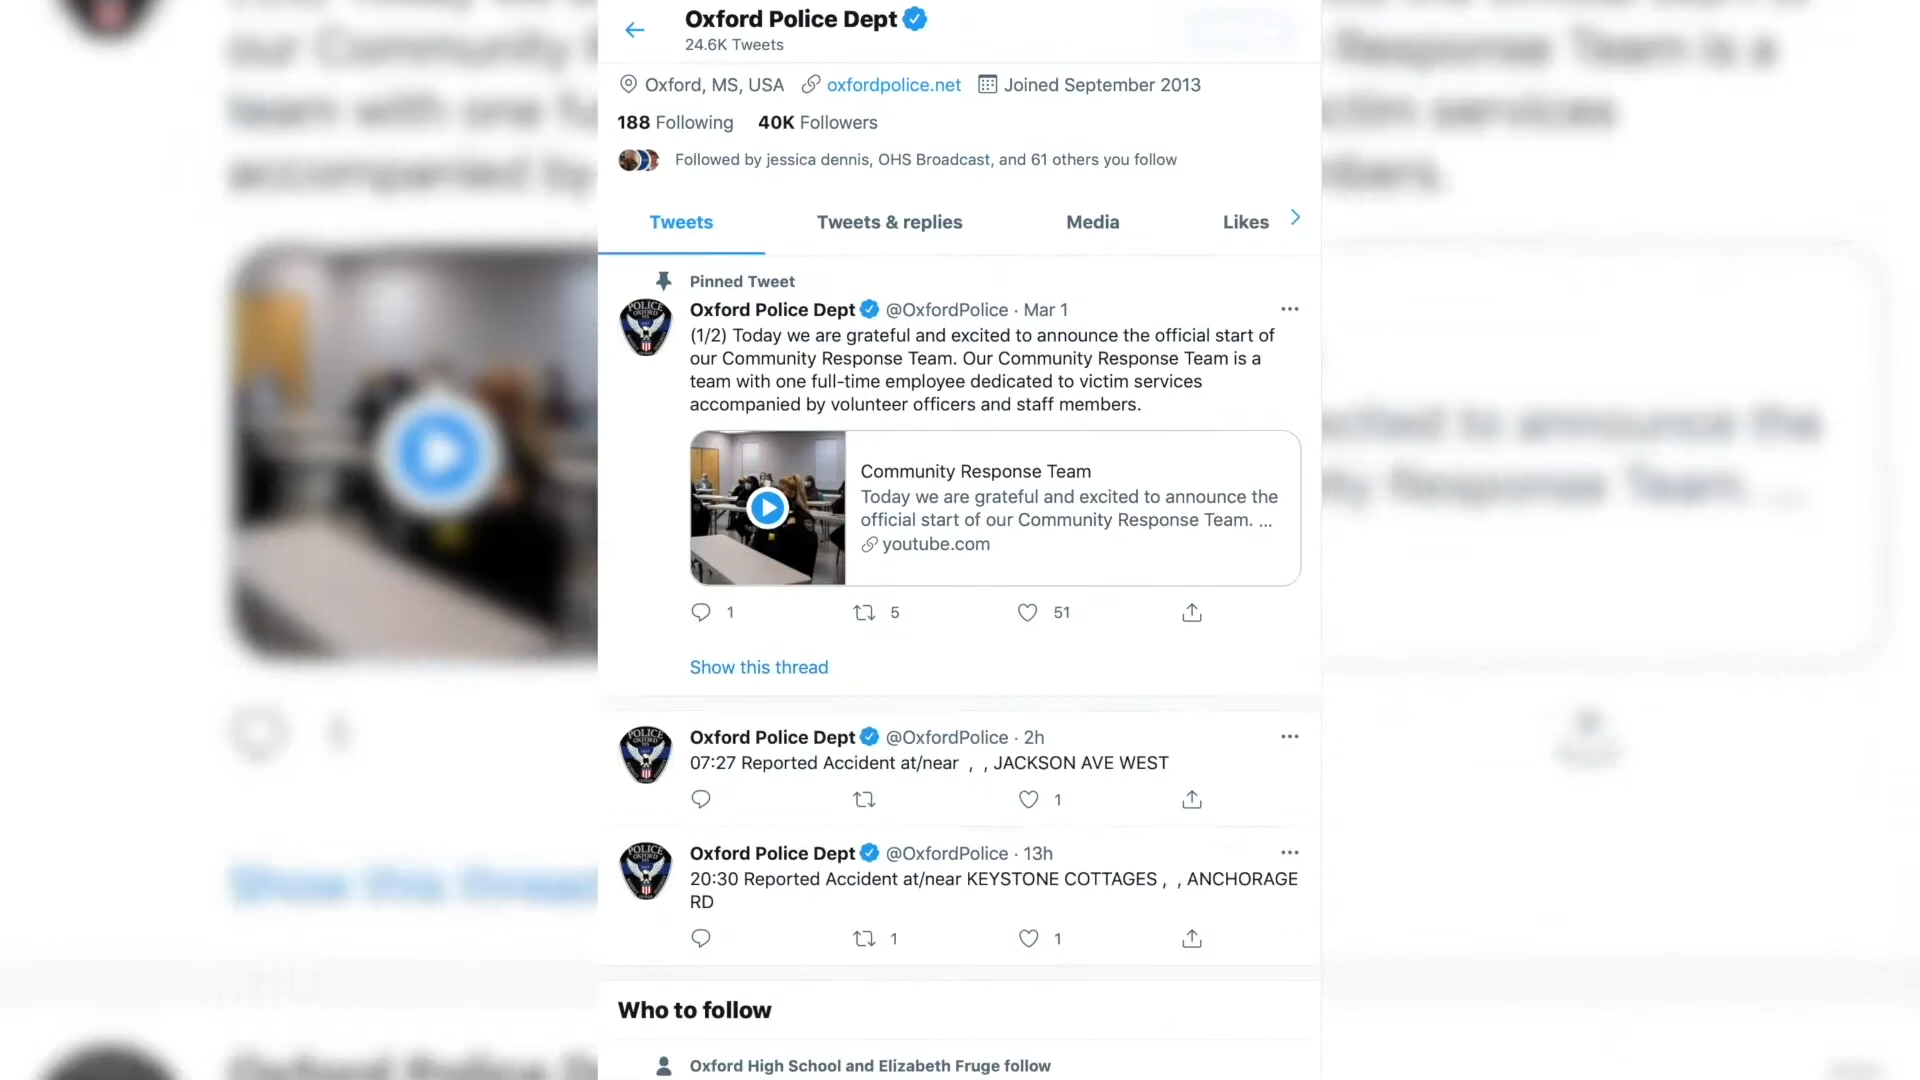 Oxford Police Dept
24.6K Tweets
Oxford, MS, USA oxfordpolice.net Joined September 2013
188 Following 40K Followers
Followed by jessica dennis, OHS Broadcast, and 61 others you follow
Tweets Tweets & replies Media Likes
Pinned Tweet
Oxford Police Dept @OxfordPolice · Mar 1
(1/2) Today we are grateful and excited to announce the official start of
our Community Response Team. Our Community Response Team is a
team with one full-time employee dedicated to victim services
accompanied by volunteer officers and staff members.
Community Response Team
Today we are grateful and excited to announce the
official start of our Community Response Team. ...
youtube.com
1 5 51
Show this thread
Oxford Police Dept @OxfordPolice · 2h
07:27 Reported Accident at/near , , JACKSON AVE WEST
1
Oxford Police Dept @OxfordPolice · 13h
20:30 Reported Accident at/near KEYSTONE COTTAGES , , ANCHORAGE
RD
1 1
Who to follow
Oxford High School and Elizabeth Fruge follow